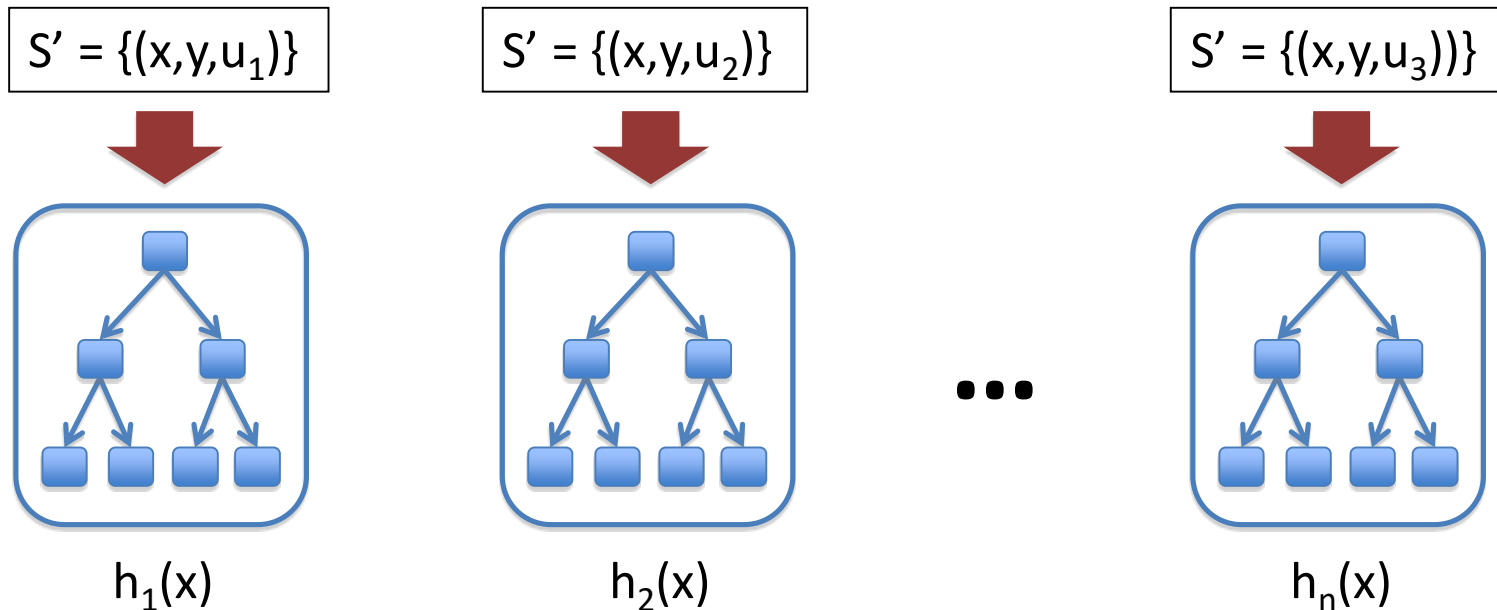 S' = {(x,y,u₁)}
S' = {(x,y,u₂)}
S' = {(x,y,u₃))}
...
h₁(x)
h₂(x)
hₙ(x)